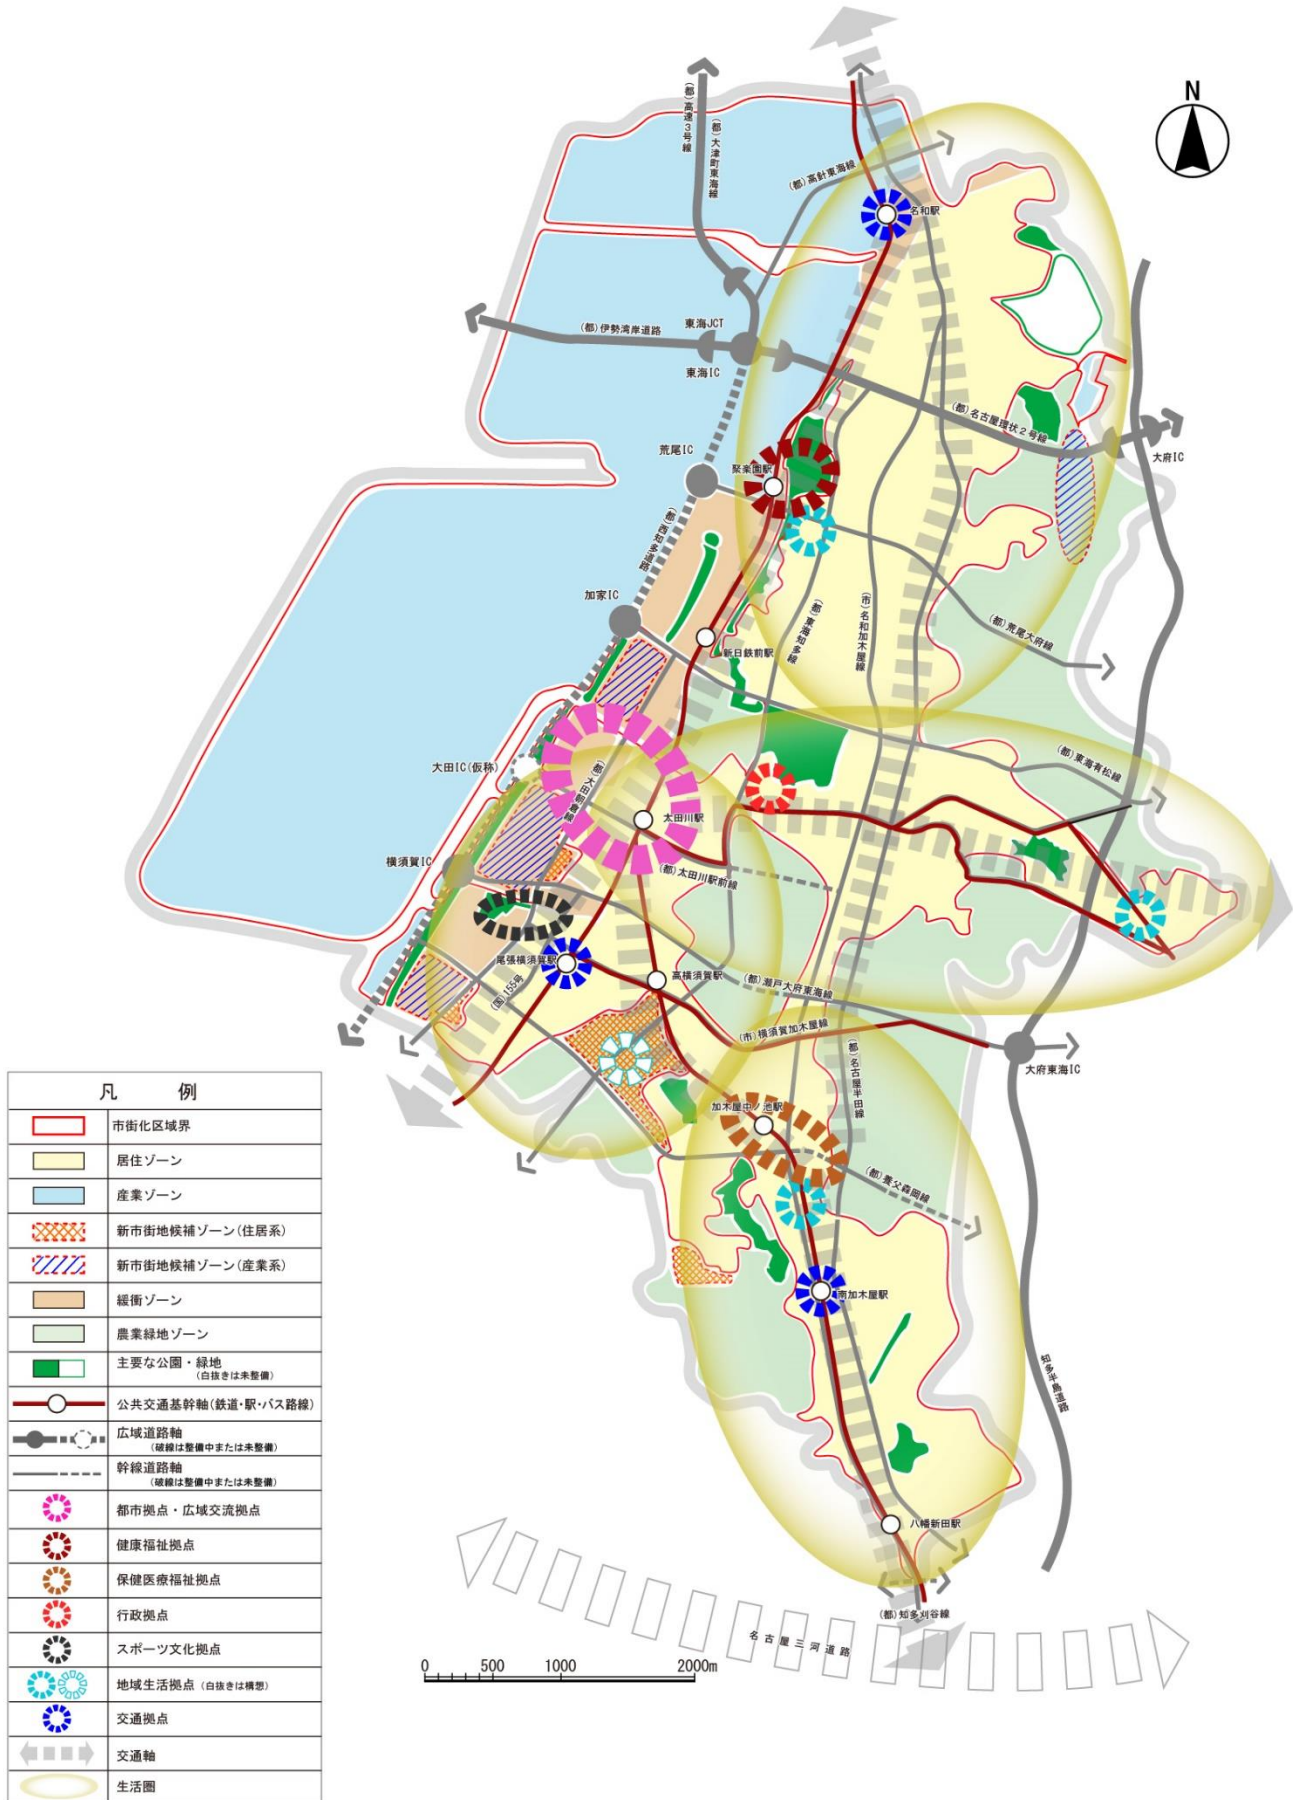 N
(都)高速3号線
(都)大津町東海線
(都)高針東海線
名和駅
(都)伊勢湾岸道路
東海JCT
東海IC
(都)名古屋環状2号線
大府IC
荒尾IC
聚楽園駅
(都)西知多道路
加家IC
新日鉄前駅
(都)東海知多線
(市)名和加木屋線
(都)荒尾大府線
大田IC(仮称)
(都)大田朝倉線
太田川駅
(都)東海有松線
横須賀IC
(都)太田川駅前線
尾張横須賀駅
高横須賀駅
(国)155号
(都)瀬戸大府東海線
(市)横須賀加木屋線
(都)名古屋半田線
大府東海IC
加木屋中ノ池駅
(都)養父森岡線
南加木屋駅
知多半島道路
八幡新田駅
(都)知多刈谷線
名古屋三河道路
0 500 1000 2000m
凡 例
市街化区域界
居住ゾーン
産業ゾーン
新市街地候補ゾーン(住居系)
新市街地候補ゾーン(産業系)
緩衝ゾーン
農業緑地ゾーン
主要な公園・緑地
(白抜きは未整備)
公共交通基幹軸(鉄道・駅・バス路線)
広域道路軸
(破線は整備中または未整備)
幹線道路軸
(破線は整備中または未整備)
都市拠点・広域交流拠点
健康福祉拠点
保健医療福祉拠点
行政拠点
スポーツ文化拠点
地域生活拠点(白抜きは構想)
交通拠点
交通軸
生活圏